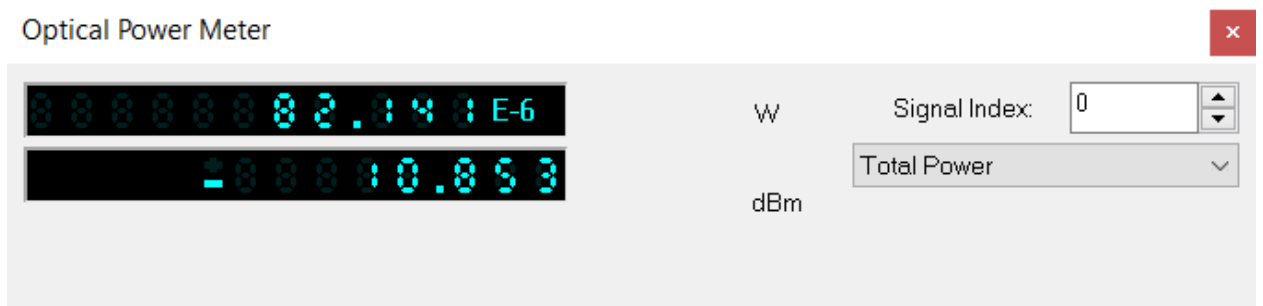 Optical Power Meter
82.141 E-6 W
Signal Index: 0
-10.853 dBm
Total Power